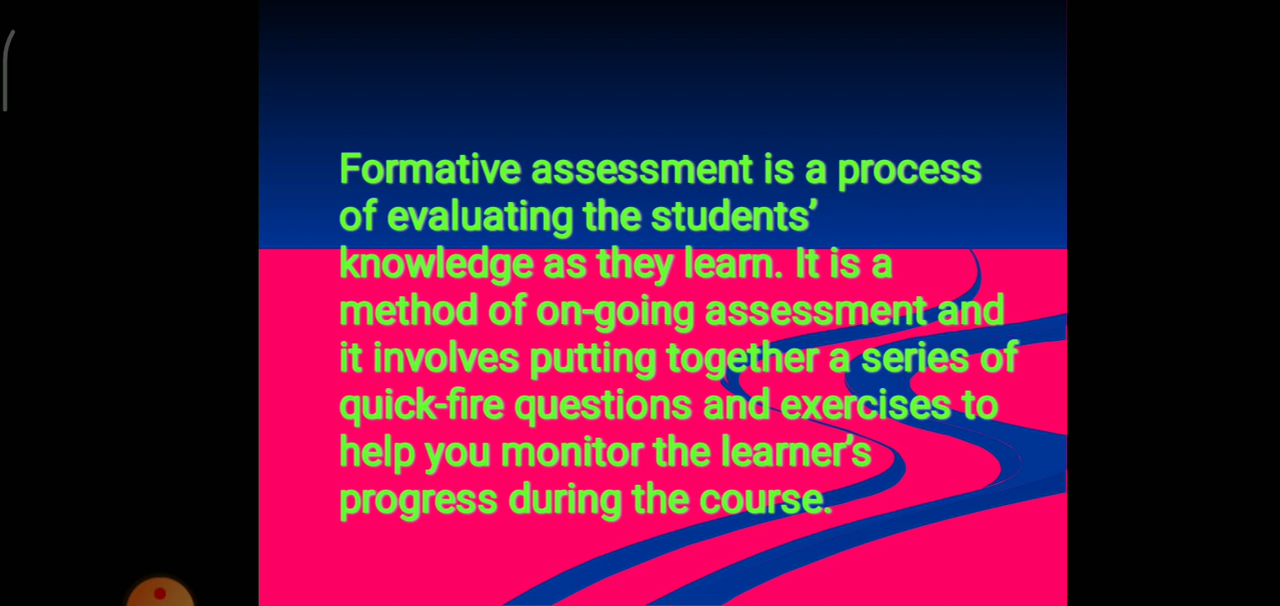 Formative assessment is a process
of evaluating the students’
knowledge as they learn. It is a
method of on-going assessment and
it involves putting together a series of
quick-fire questions and exercises to
help you monitor the learner’s
progress during the course.